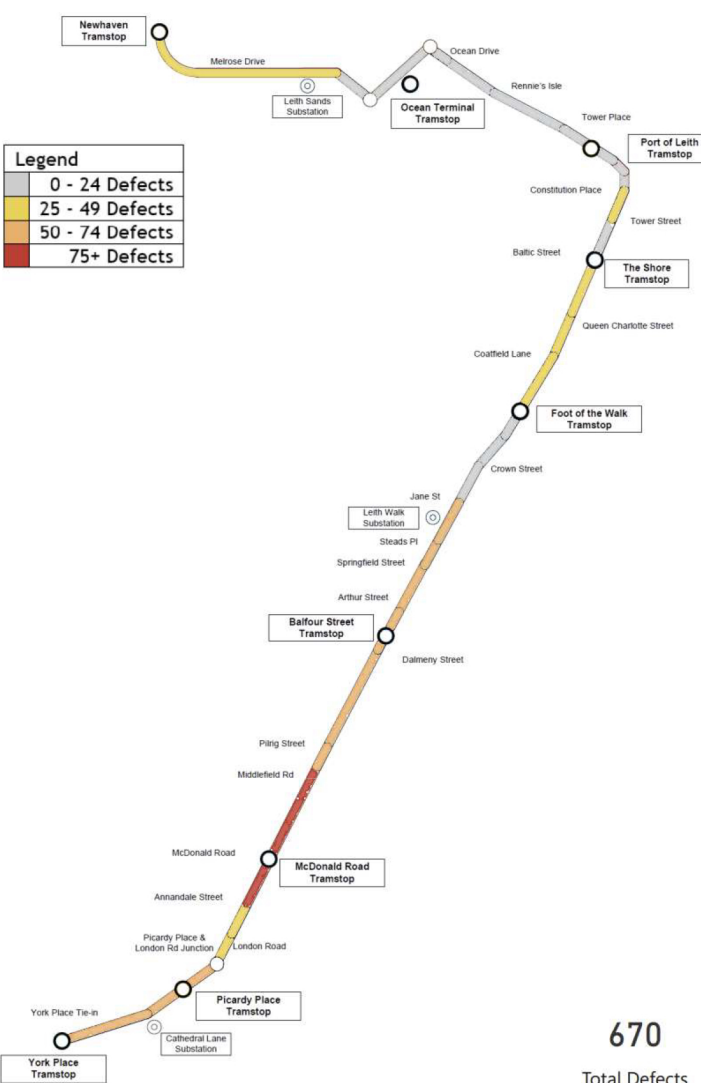 Newhaven
Tramstop
Melrose Drive
Leith Sands
Substation
Ocean Drive
Ocean Terminal
Tramstop
Rennie's Isle
Tower Place
Port of Leith
Tramstop
Legend
0 - 24 Defects
25 - 49 Defects
50 - 74 Defects
75+ Defects
Constitution Place
Tower Street
Baltic Street
The Shore
Tramstop
Queen Charlotte Street
Coatfield Lane
Foot of the Walk
Tramstop
Crown Street
Jane St
Leith Walk
Substation
Steads Pl
Springfield Street
Arthur Street
Balfour Street
Tramstop
Dalmeny Street
Pilrig Street
Middlefield Rd
McDonald Road
McDonald Road
Tramstop
Annandale Street
Picardy Place &
London Rd Junction
London Road
Picardy Place
Tramstop
York Place Tie-in
Cathedral Lane
Substation
York Place
Tramstop
670
Total Defects